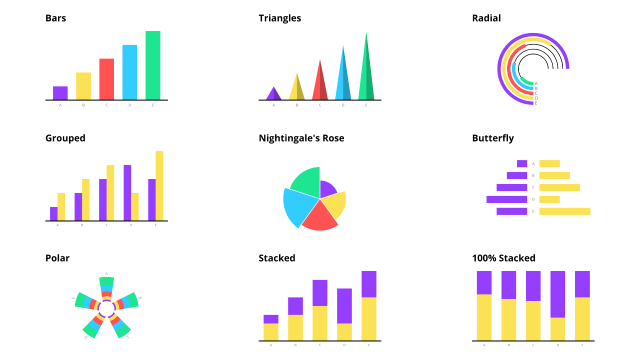 Bars
Triangles
Radial
A B C D E
A B C D E
A
B
C
D
E
Grouped
Nightingale's Rose
Butterfly
A
B
C
D
E
Polar
Stacked
100% Stacked